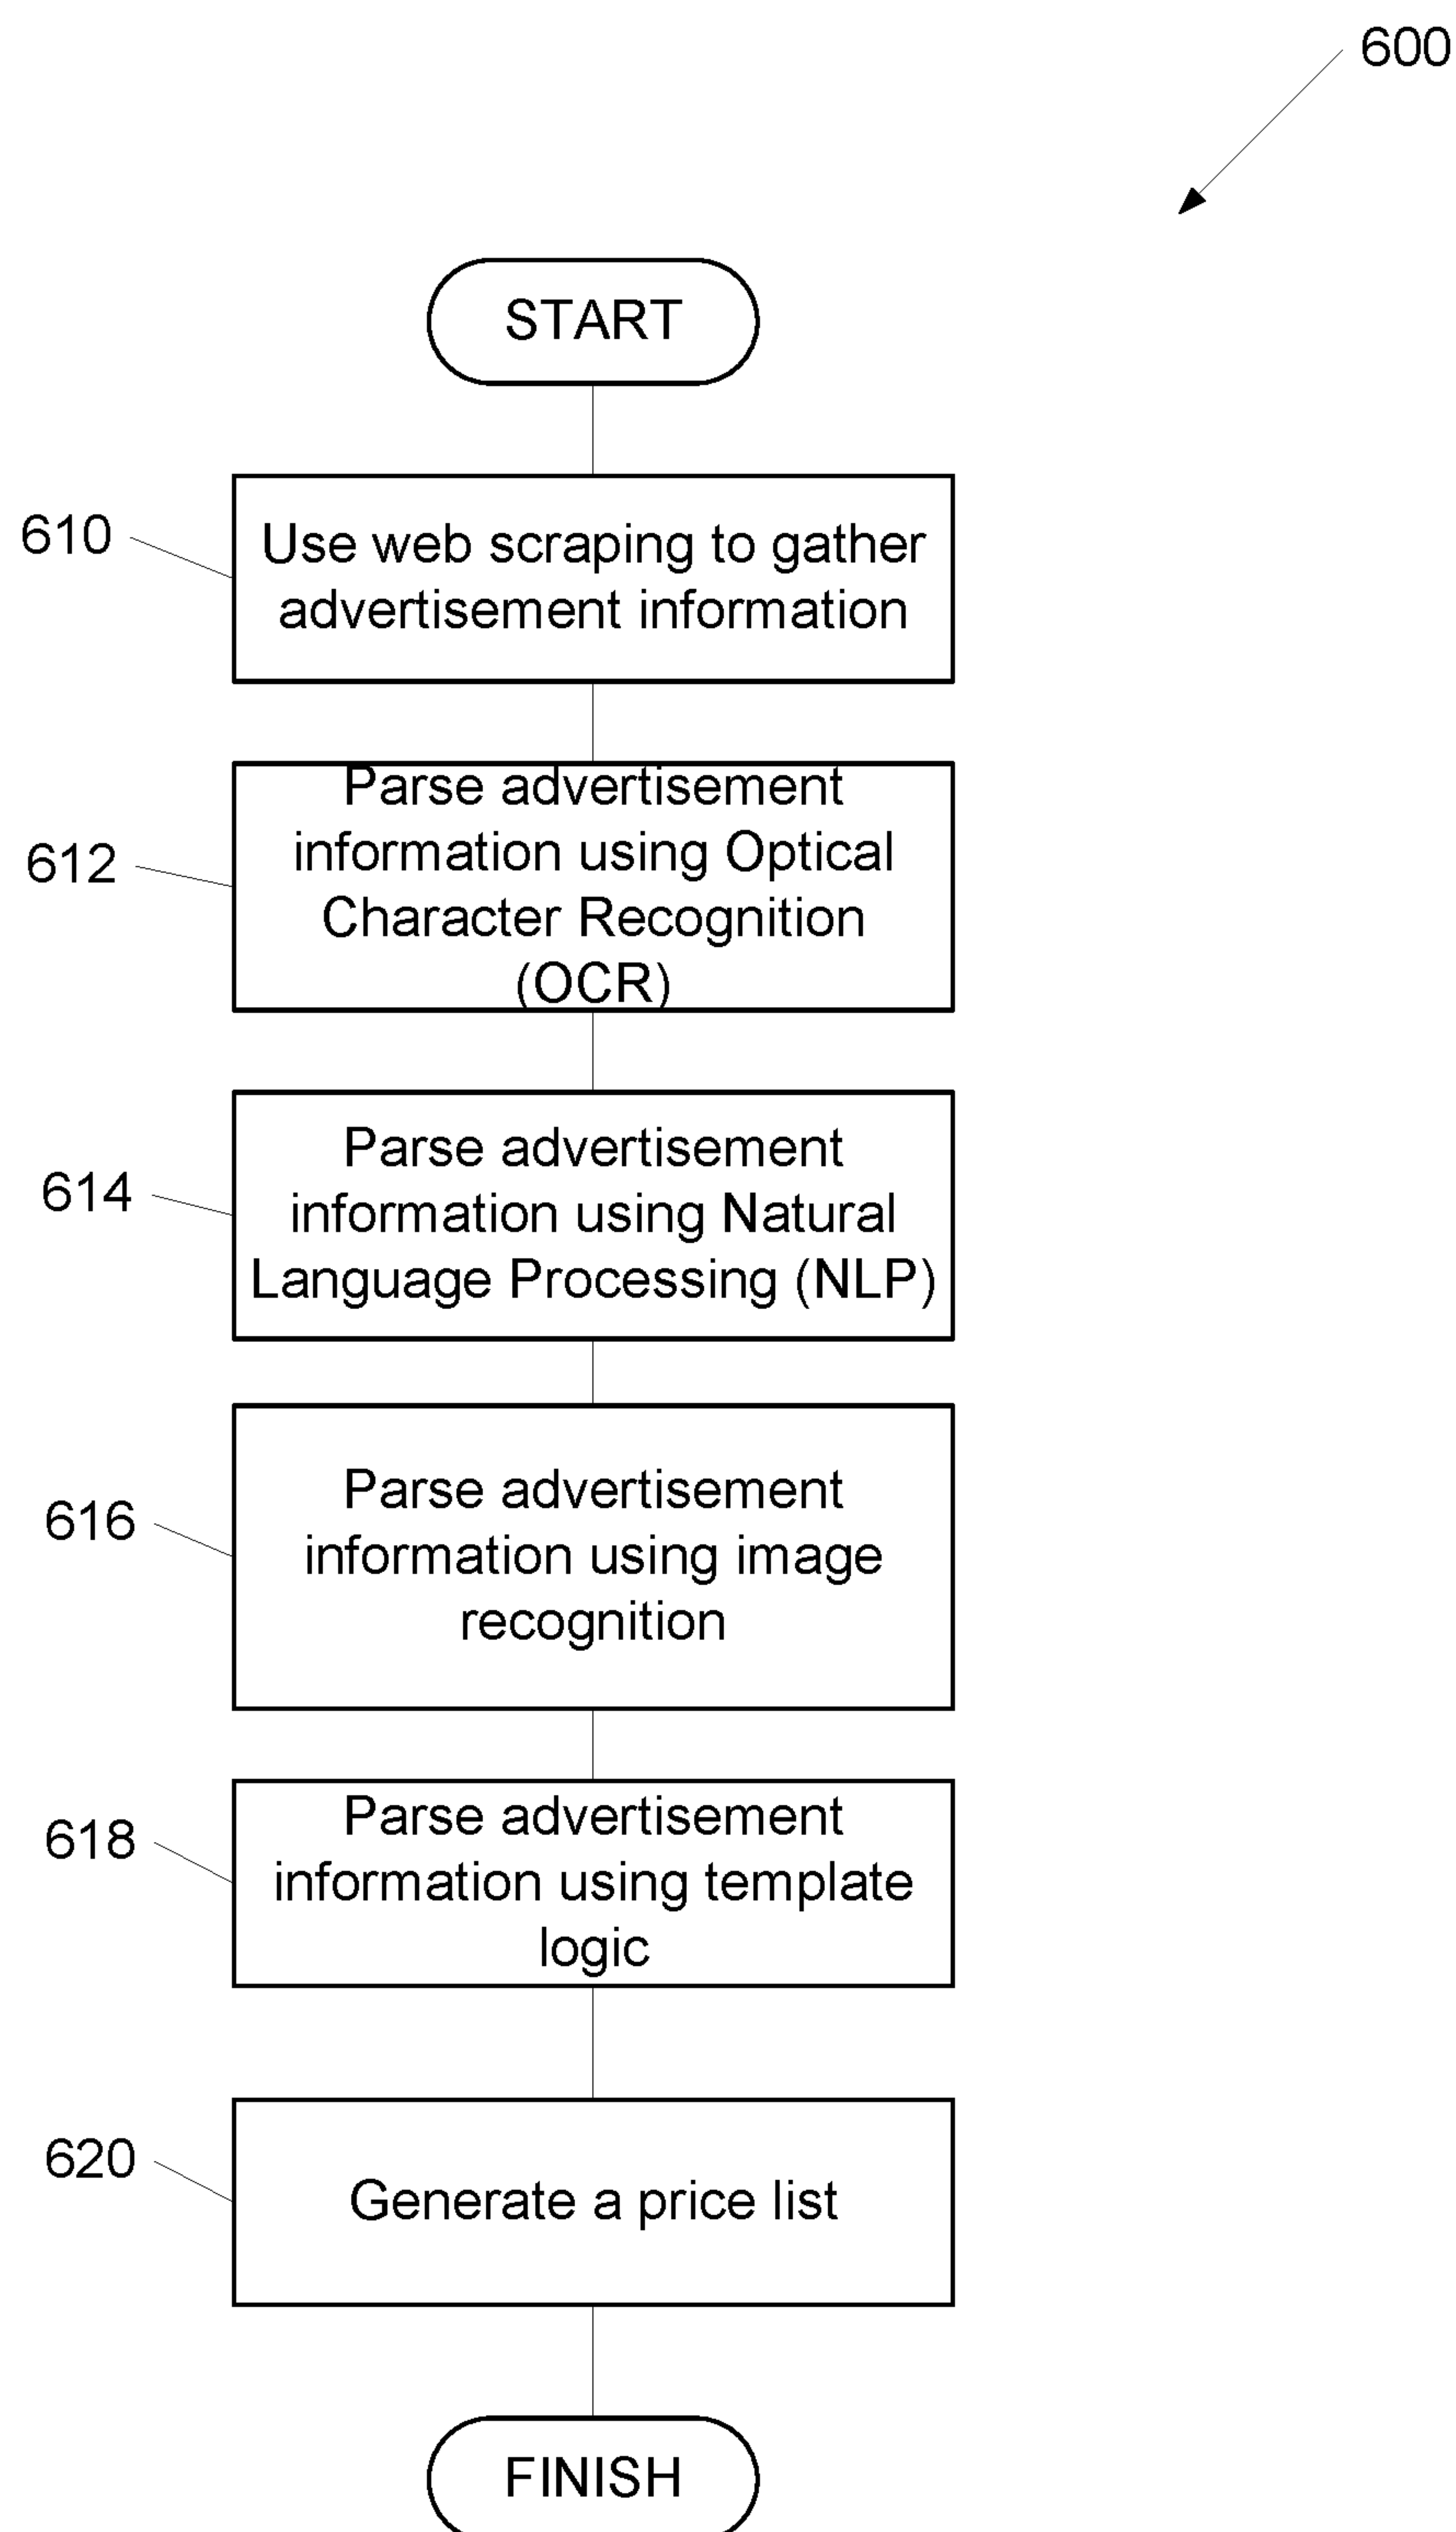 600
START
610
Use web scraping to gather
advertisement information
612
Parse advertisement
information using Optical
Character Recognition
(OCR)
614
Parse advertisement
information using Natural
Language Processing (NLP)
616
Parse advertisement
information using image
recognition
618
Parse advertisement
information using template
logic
620
Generate a price list
FINISH